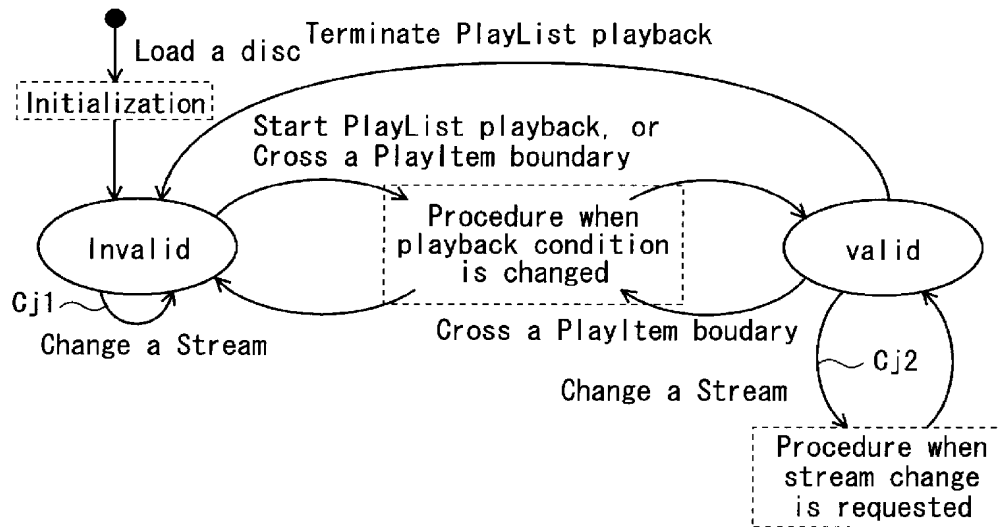 Terminate PlayList playback
Load a disc
Initialization
Start PlayList playback, or
Cross a PlayItem boundary
Procedure when
playback condition
is changed
Invalid
valid
Cj1
Change a Stream
Cross a PlayItem boudary
Cj2
Change a Stream
Procedure when
stream change
is requested